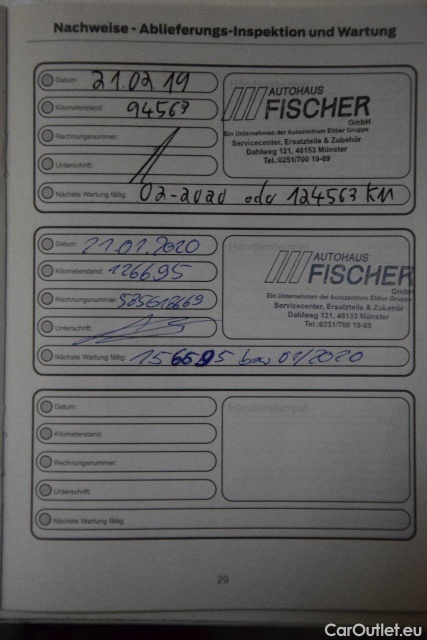 Nachweise - Ablieferungs-Inspektion und Wartung
Datum: 21.02.19
Kilometerstand: 94563
Rechnungsnummer:
Unterschrift:
Nächste Wartung fällig: 02-2020 oder 124563 KM
AUTOHAUS
FISCHER
GmbH
Ein Unternehmen der Autozentrum Ebber Gruppe
Servicecenter, Ersatzteile & Zubehör
Dahlweg 121, 48153 Münster
Tel.:0251/700 19-89
Datum: 21.01.2020
Kilometerstand: 126695
Rechnungsnummer:
Unterschrift:
Nächste Wartung fällig: 01/2020
Händlerstempel
AUTOHAUS
FISCHER
GmbH
Ein Unternehmen der Autozentrum Ebber Gruppe
Servicecenter, Ersatzteile & Zubehör
Dahlweg 121, 48153 Münster
Tel.:0251/700 19-89
Datum:
Kilometerstand:
Rechnungsnummer:
Unterschrift:
Nächste Wartung fällig:
Händlerstempel
29
CarOutlet.eu